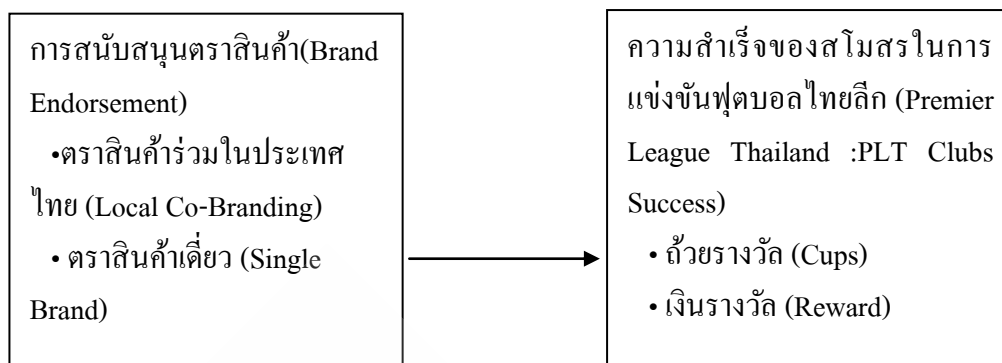 การสนับสนุนตราสินค้า(Brand
Endorsement)
•ตราสินค้าร่วมในประเทศ
ไทย (Local Co-Branding)
• ตราสินค้าเดี่ยว (Single
Brand)
ความสำเร็จของสโมสรในการ
แข่งขันฟุตบอลไทยลีก (Premier
League Thailand :PLT Clubs
Success)
• ถ้วยรางวัล (Cups)
• เงินรางวัล (Reward)